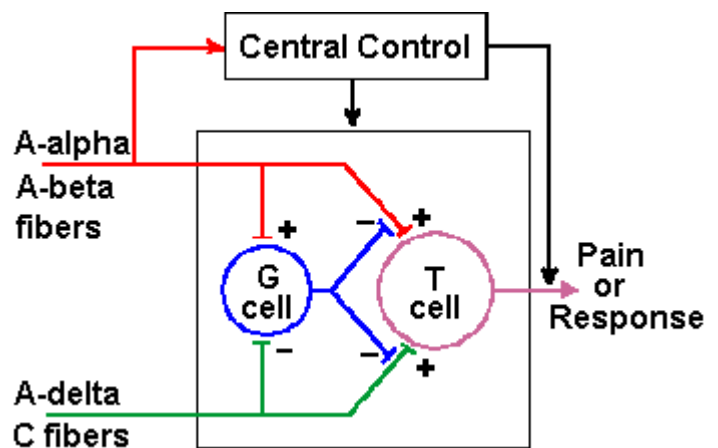 Central Control
A-alpha
A-beta
fibers
+
G
cell
−
−
+
T
cell
−
+
Pain
or
Response
A-delta
C fibers